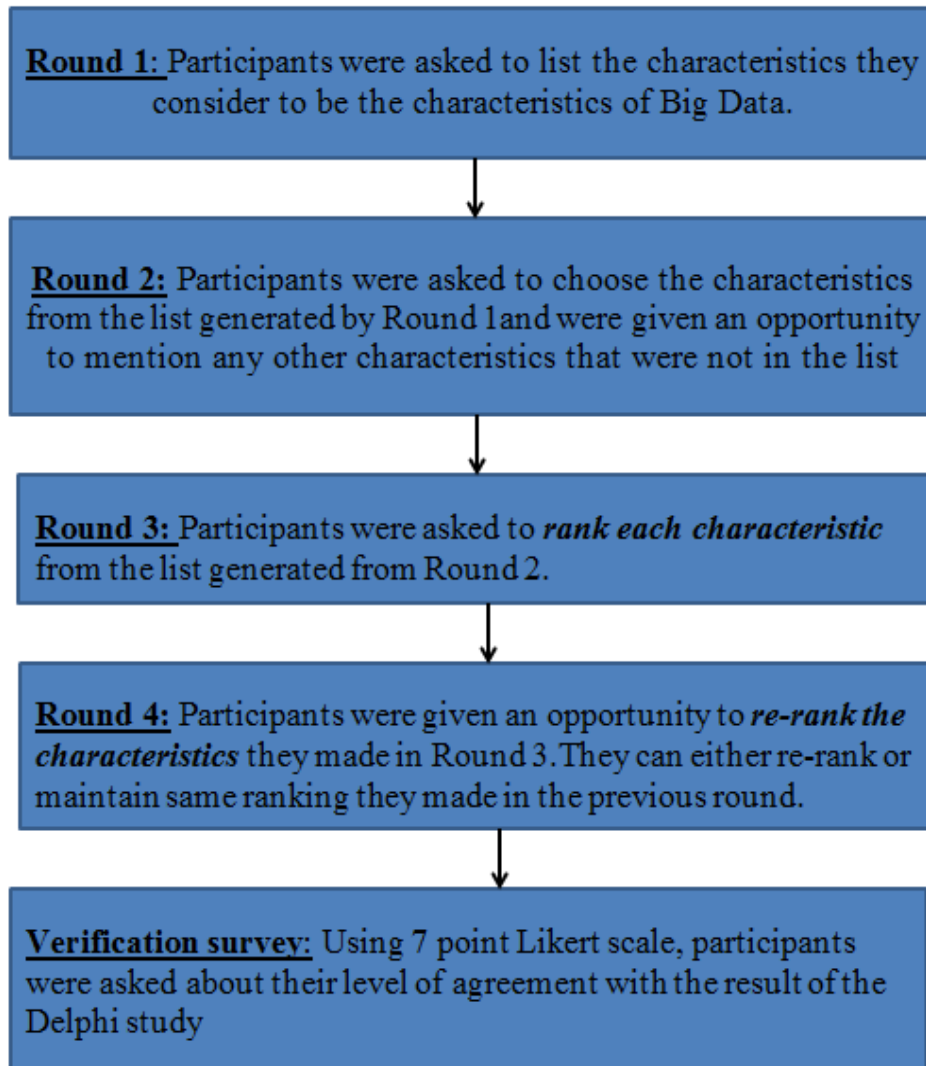 Round 1: Participants were asked to list the characteristics they
consider to be the characteristics of Big Data.
Round 2: Participants were asked to choose the characteristics
from the list generated by Round 1and were given an opportunity
to mention any other characteristics that were not in the list
Round 3: Participants were asked to rank each characteristic
from the list generated from Round 2.
Round 4: Participants were given an opportunity to re-rank the
characteristics they made in Round 3.They can either re-rank or
maintain same ranking they made in the previous round.
Verification survey: Using 7 point Likert scale, participants
were asked about their level of agreement with the result of the
Delphi study